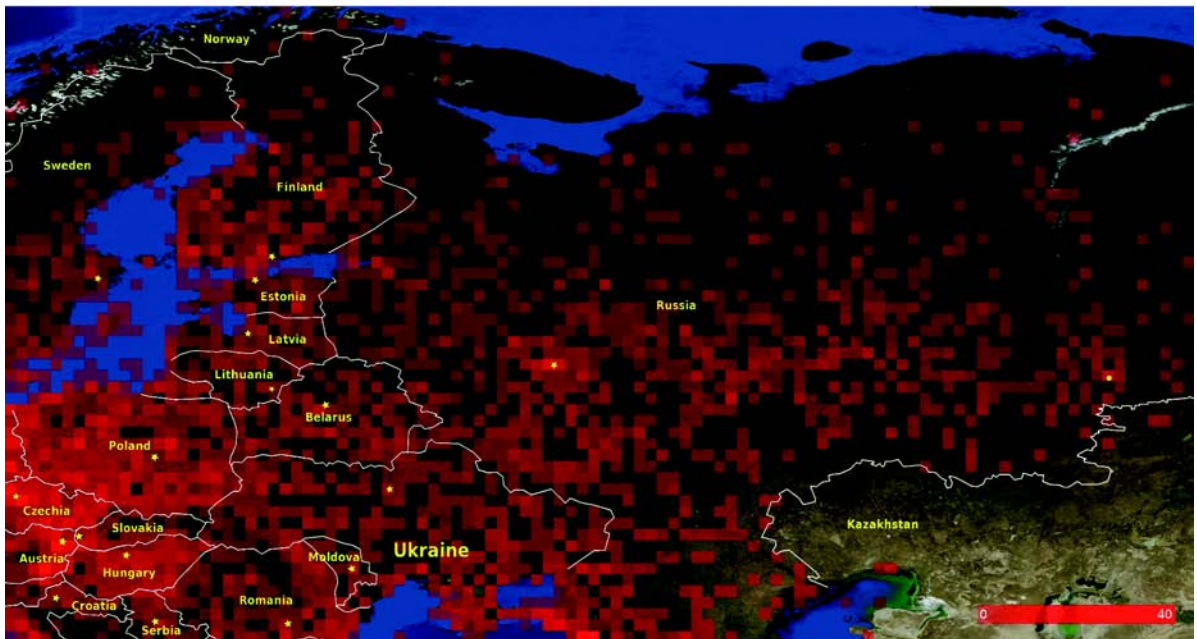 Norway
Sweden
Finland
Estonia
Russia
Latvia
Lithuania
Belarus
Poland
Czechia
Slovakia
Kazakhstan
Austria
Ukraine
Moldova
Hungary
Romania
Croatia
Serbia
0 40